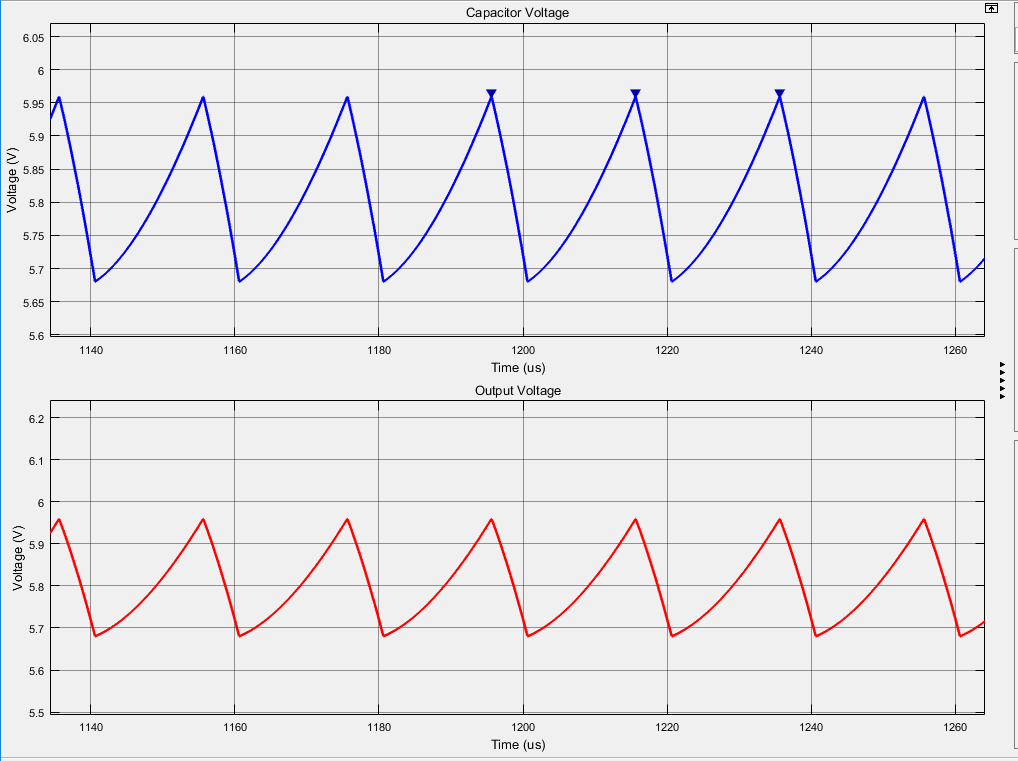 Capacitor Voltage
6.05
6
5.95
5.9
5.85
5.8
5.75
5.7
5.65
5.6
Voltage (V)
1140 1160 1180 1200 1220 1240 1260
Time (us)
Output Voltage
6.2
6.1
6
5.9
5.8
5.7
5.6
5.5
Voltage (V)
1140 1160 1180 1200 1220 1240 1260
Time (us)